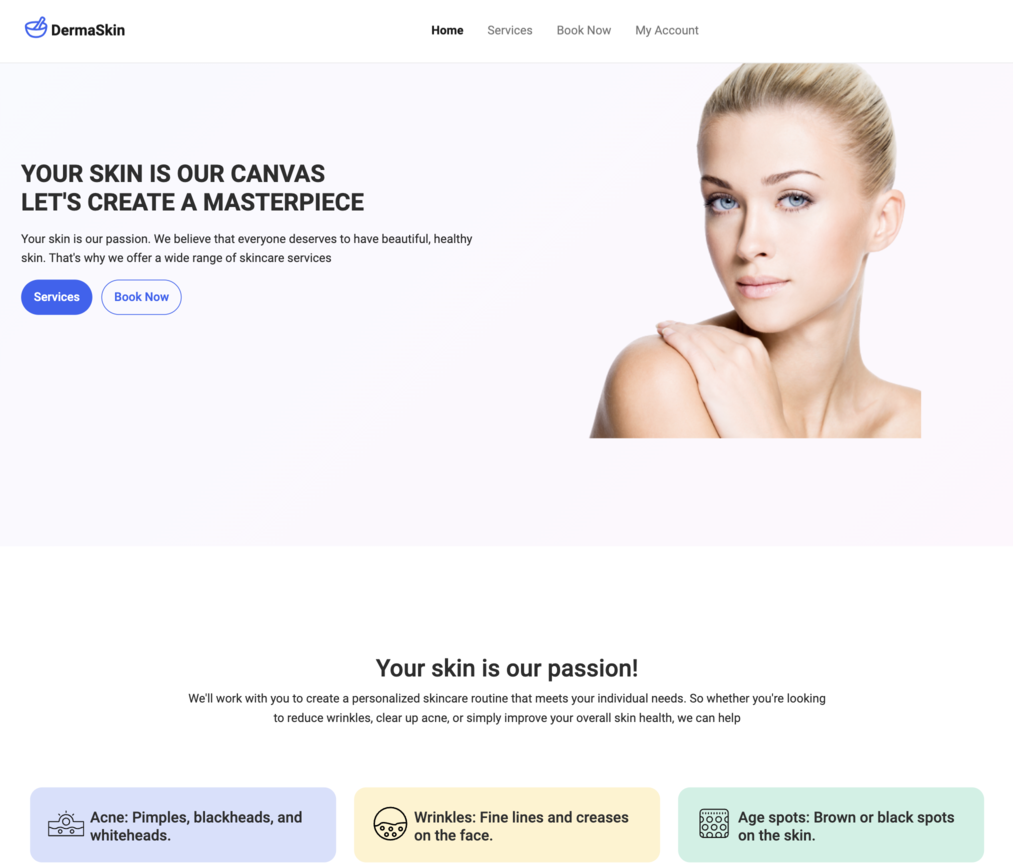 DermaSkin
Home Services Book Now My Account
YOUR SKIN IS OUR CANVAS
LET'S CREATE A MASTERPIECE
Your skin is our passion. We believe that everyone deserves to have beautiful, healthy
skin. That's why we offer a wide range of skincare services
Services Book Now
Your skin is our passion!
We'll work with you to create a personalized skincare routine that meets your individual needs. So whether you're looking
to reduce wrinkles, clear up acne, or simply improve your overall skin health, we can help
Acne: Pimples, blackheads, and
whiteheads.
Wrinkles: Fine lines and creases
on the face.
Age spots: Brown or black spots
on the skin.